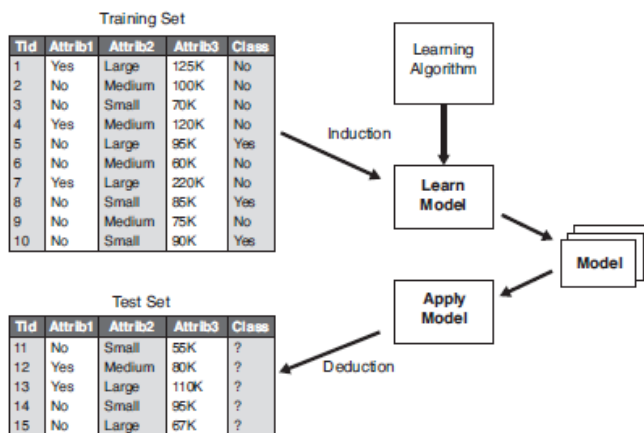 Training Set
Tid Attrib1 Attrib2 Attrib3 Class
1 Yes Large 125K No
2 No Medium 100K No
3 No Small 70K No
4 Yes Medium 120K No
5 No Large 95K Yes
6 No Medium 60K No
7 Yes Large 220K No
8 No Small 85K Yes
9 No Medium 75K No
10 No Small 90K Yes
Learning
Algorithm
Induction
Learn
Model
Model
Apply
Model
Deduction
Test Set
Tid Attrib1 Attrib2 Attrib3 Class
11 No Small 55K ?
12 Yes Medium 80K ?
13 Yes Large 110K ?
14 No Small 95K ?
15 No Large 67K ?